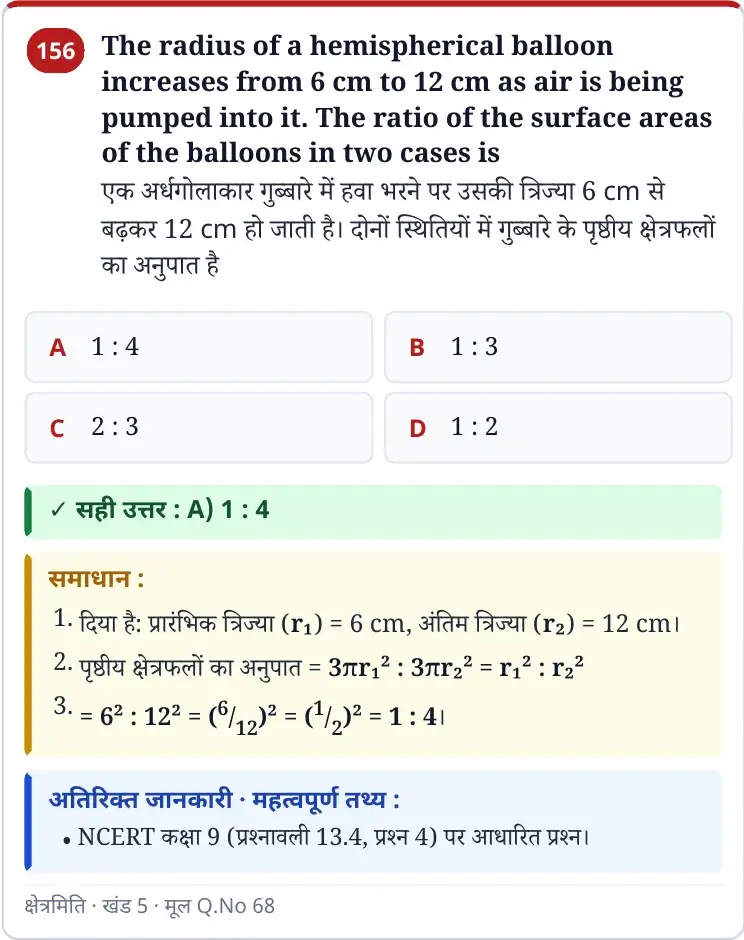 156
The radius of a hemispherical balloon
increases from 6 cm to 12 cm as air is being
pumped into it. The ratio of the surface areas
of the balloons in two cases is
एक अर्धगोलाकार गुब्बारे में हवा भरने पर उसकी त्रिज्या 6 cm से
बढ़कर 12 cm हो जाती है। दोनों स्थितियों में गुब्बारे के पृष्ठीय क्षेत्रफलों
का अनुपात है
A 1 : 4
B 1 : 3
C 2 : 3
D 1 : 2
✓ सही उत्तर : A) 1 : 4
समाधान :
1. दिया है: प्रारंभिक त्रिज्या (r₁) = 6 cm, अंतिम त्रिज्या (r₂) = 12 cm।
2. पृष्ठीय क्षेत्रफलों का अनुपात = 3πr₁² : 3πr₂² = r₁² : r₂²
3. = 6² : 12² = (⁶/₁₂)² = (¹/₂)² = 1 : 4।
अतिरिक्त जानकारी · महत्वपूर्ण तथ्य :
• NCERT कक्षा 9 (प्रश्नावली 13.4, प्रश्न 4) पर आधारित प्रश्न।
क्षेत्रमिति · खंड 5 · मूल Q.No 68